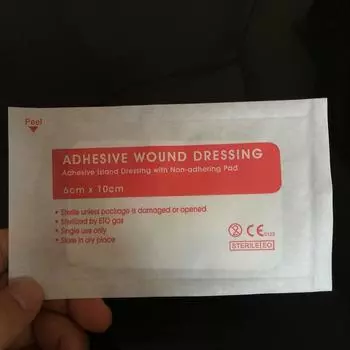 Peel
ADHESIVE WOUND DRESSING
Adhesive Island Dressing with Non-adhering Pad
6cm x 10cm
• Sterile unless package is damaged or opened
• Sterilized by ETO gas
• Single use only
• Store in dry place
2 CE
STERILE EO